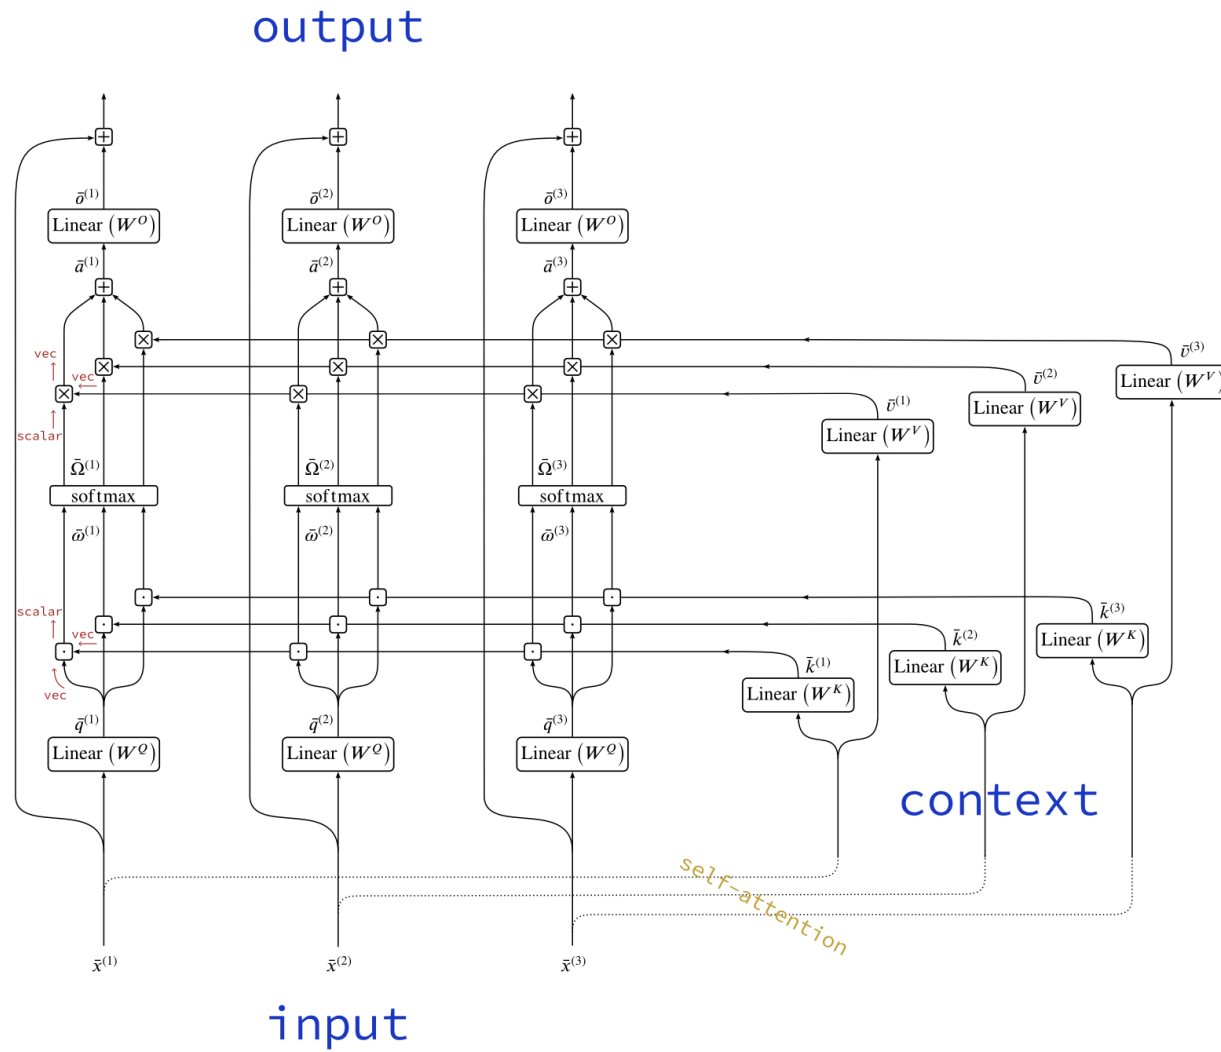 output
+ + +
ō⁽¹⁾ ō⁽²⁾ ō⁽³⁾
Linear (W^O) Linear (W^O) Linear (W^O)
ā⁽¹⁾ ā⁽²⁾ ā⁽³⁾
+ + +
× × ×
vec
v̄⁽³⁾
× × ×
vec
v̄⁽²⁾
Linear (W^V)
× × ×
v̄⁽¹⁾
Linear (W^V)
scalar
Linear (W^V)
Ω̄⁽¹⁾ Ω̄⁽²⁾ Ω̄⁽³⁾
softmax softmax softmax
ω̄⁽¹⁾ ω̄⁽²⁾ ω̄⁽³⁾
· · ·
scalar
k̄⁽³⁾
· · ·
vec
k̄⁽²⁾
Linear (W^K)
· · ·
k̄⁽¹⁾
Linear (W^K)
vec
Linear (W^K)
q̄⁽¹⁾ q̄⁽²⁾ q̄⁽³⁾
Linear (W^Q) Linear (W^Q) Linear (W^Q)
context
self-attention
x̄⁽¹⁾ x̄⁽²⁾ x̄⁽³⁾
input